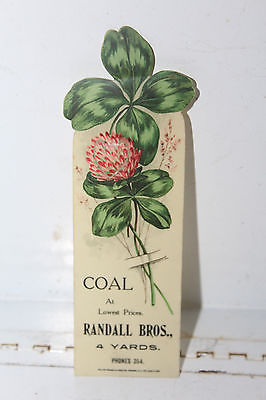 COAL
At
Lowest Prices.
RANDALL BROS.,
4 YARDS.
PHONES 354.